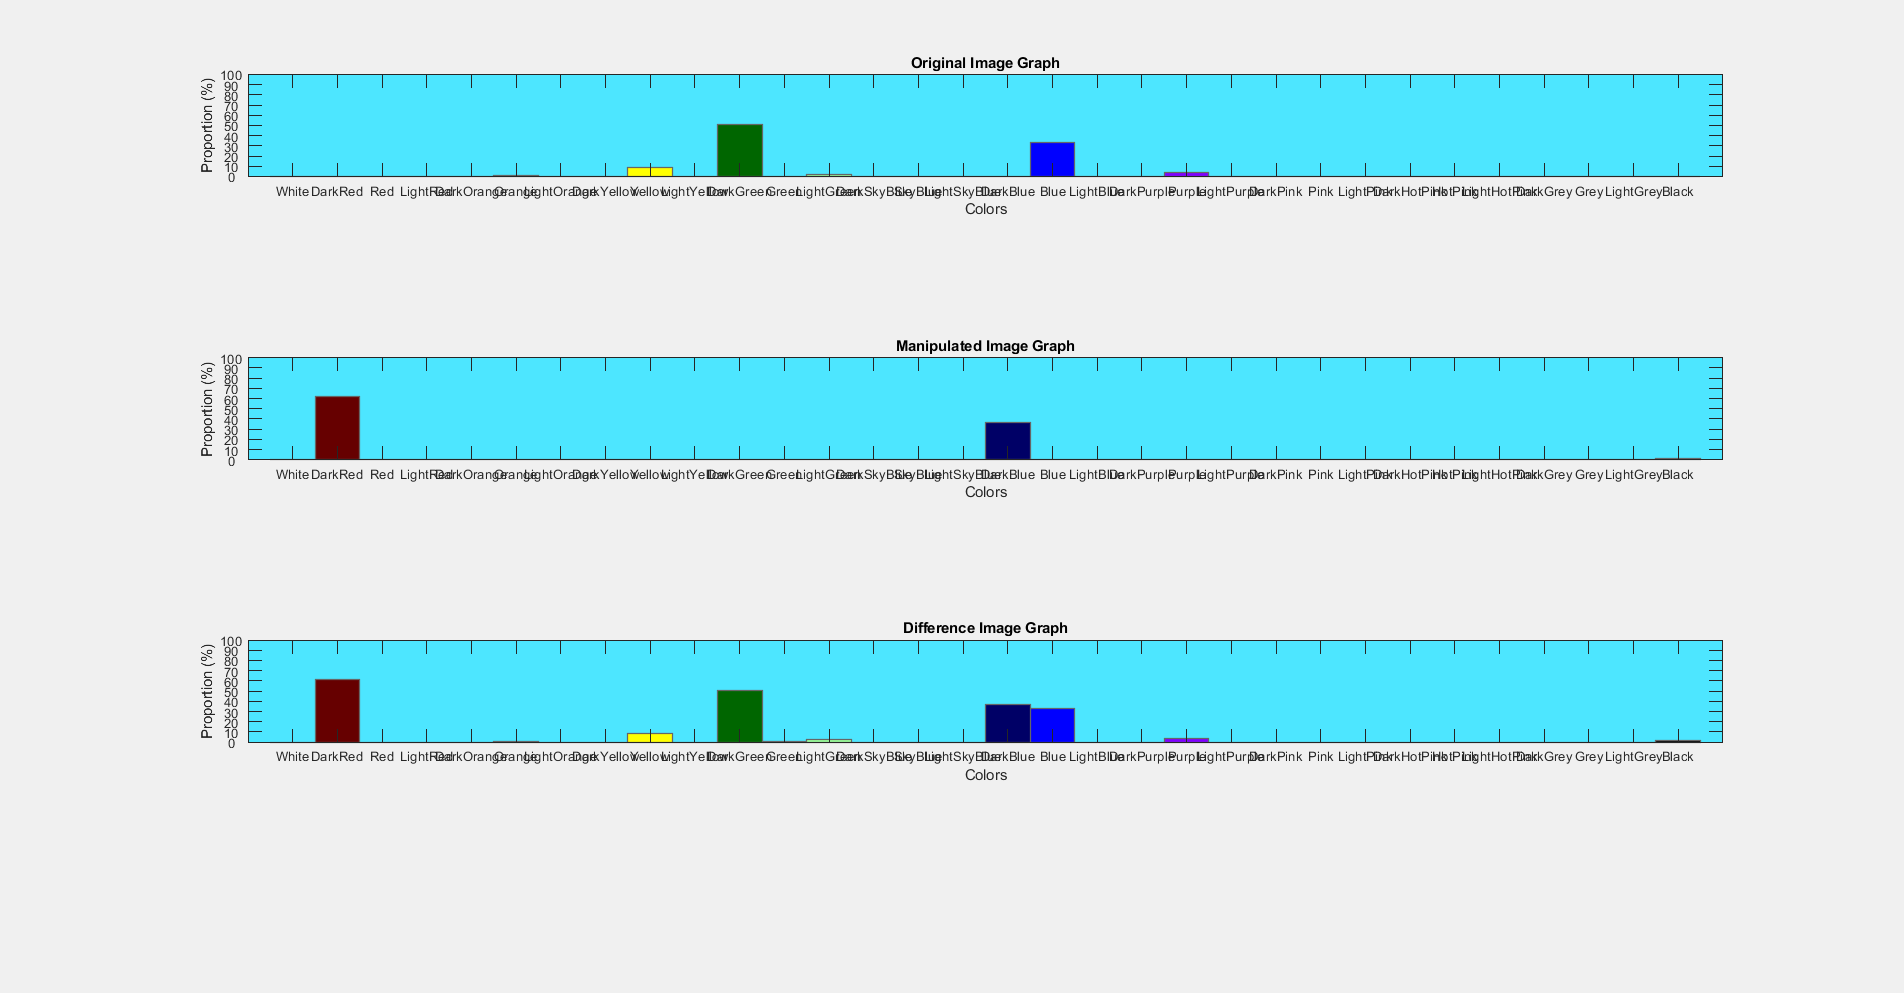 Original Image Graph
Proportion (%)
100
90
80
70
60
50
40
30
20
10
0
White DarkRed Red LightRed DarkOrange Orange LightOrange DarkYellow Yellow LightYellow DarkGreen Green LightGreen DarkSkyBlue SkyBlue LightSkyBlue DarkBlue Blue LightBlue DarkPurple Purple LightPurple DarkPink Pink LightPink DarkHotPink HotPink LightHotPink DarkGrey Grey LightGrey Black
Colors
Manipulated Image Graph
Proportion (%)
100
90
80
70
60
50
40
30
20
10
0
White DarkRed Red LightRed DarkOrange Orange LightOrange DarkYellow Yellow LightYellow DarkGreen Green LightGreen DarkSkyBlue SkyBlue LightSkyBlue DarkBlue Blue LightBlue DarkPurple Purple LightPurple DarkPink Pink LightPink DarkHotPink HotPink LightHotPink DarkGrey Grey LightGrey Black
Colors
Difference Image Graph
Proportion (%)
100
90
80
70
60
50
40
30
20
10
0
White DarkRed Red LightRed DarkOrange Orange LightOrange DarkYellow Yellow LightYellow DarkGreen Green LightGreen DarkSkyBlue SkyBlue LightSkyBlue DarkBlue Blue LightBlue DarkPurple Purple LightPurple DarkPink Pink LightPink DarkHotPink HotPink LightHotPink DarkGrey Grey LightGrey Black
Colors